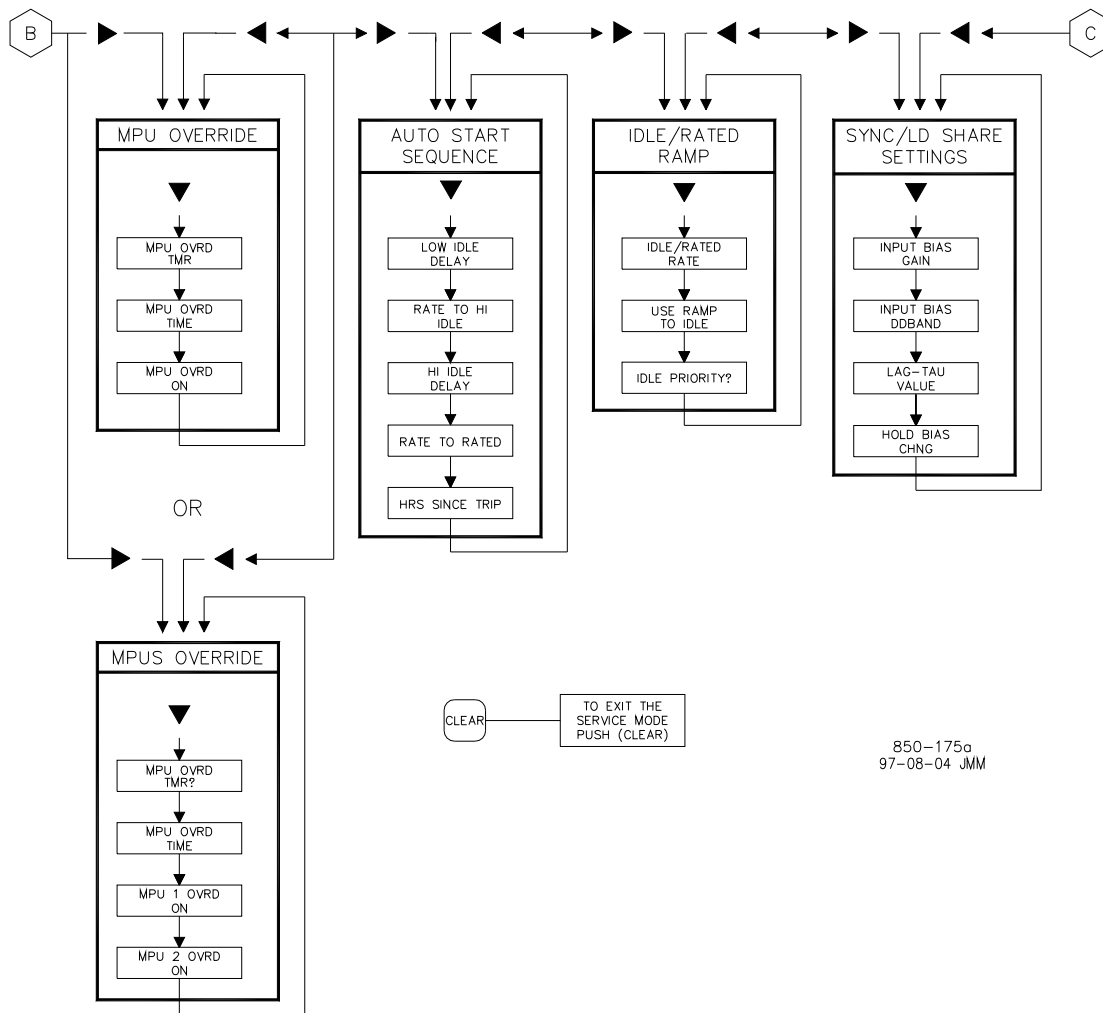 B
C
MPU OVERRIDE
MPU OVRD
TMR
MPU OVRD
TIME
MPU OVRD
ON
AUTO START
SEQUENCE
LOW IDLE
DELAY
RATE TO HI
IDLE
HI IDLE
DELAY
RATE TO RATED
HRS SINCE TRIP
IDLE/RATED
RAMP
IDLE/RATED
RATE
USE RAMP
TO IDLE
IDLE PRIORITY?
SYNC/LD SHARE
SETTINGS
INPUT BIAS
GAIN
INPUT BIAS
DDBAND
LAG-TAU
VALUE
HOLD BIAS
CHNG
OR
MPUS OVERRIDE
MPU OVRD
TMR?
MPU OVRD
TIME
MPU 1 OVRD
ON
MPU 2 OVRD
ON
CLEAR
TO EXIT THE
SERVICE MODE
PUSH (CLEAR)
850-175a
97-08-04 JMM